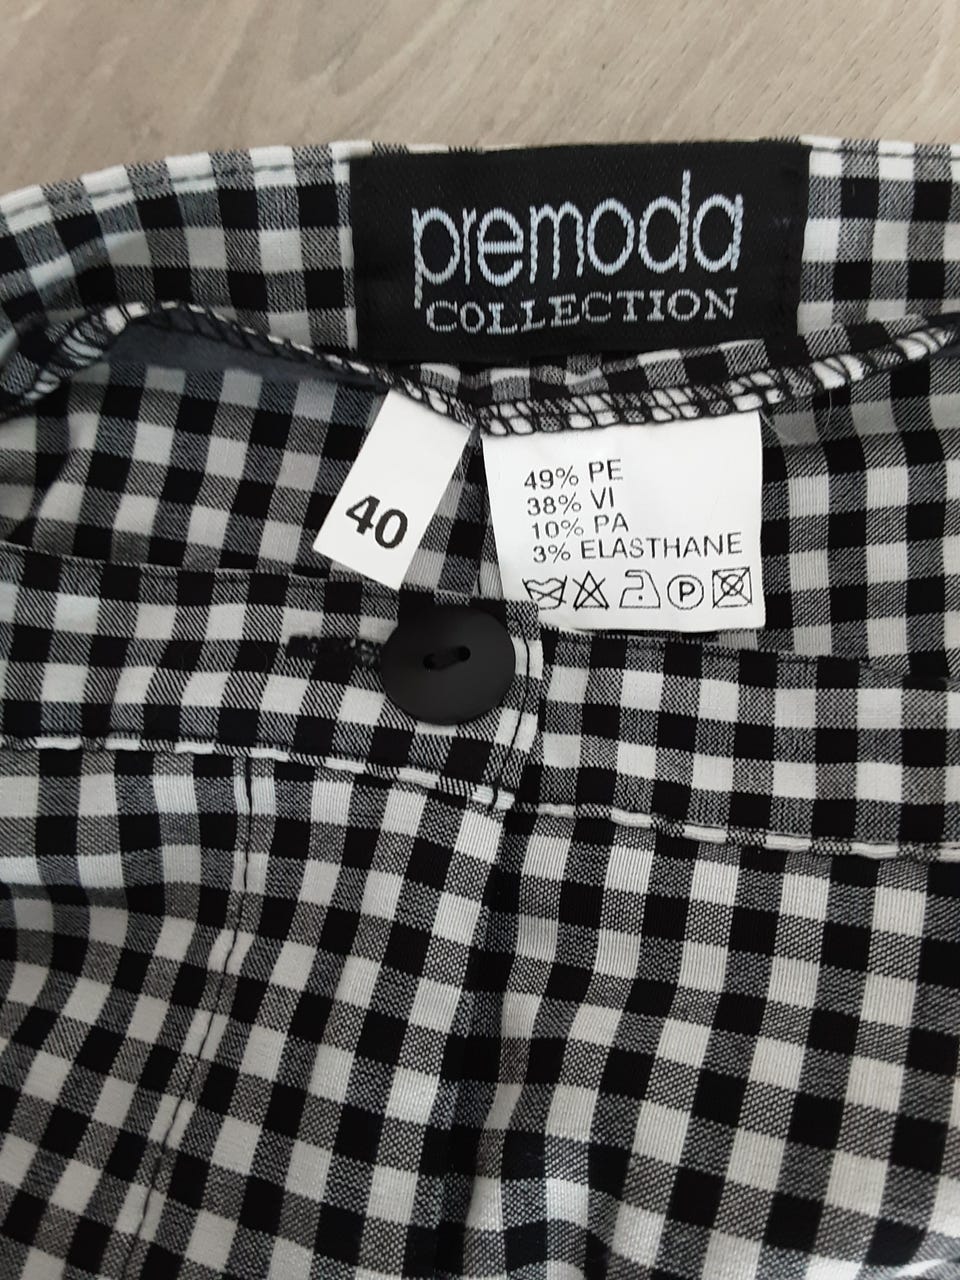 premoda
COLLECTION
40
49% PE
38% VI
10% PA
3% ELASTHANE
P